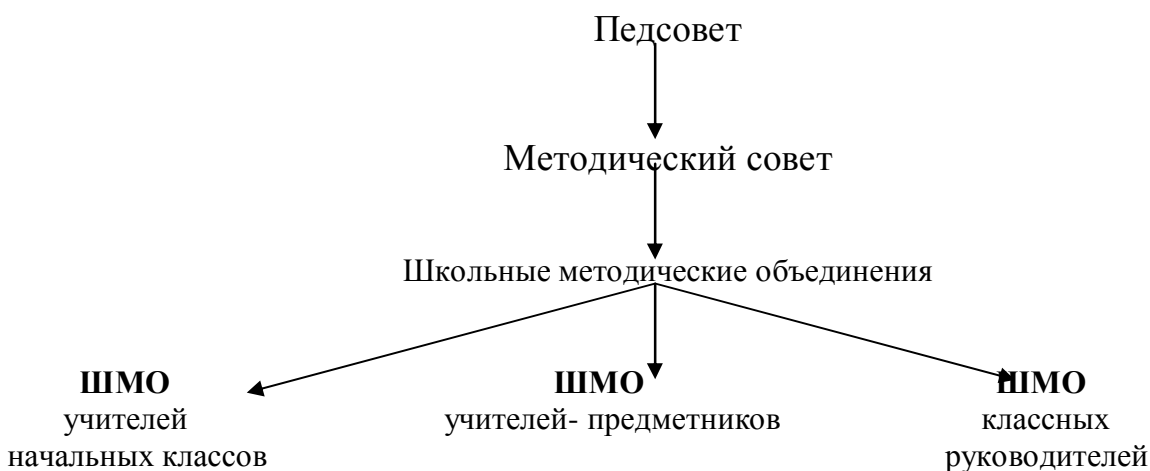 Педсовет
Методический совет
Школьные методические объединения
ШМО
учителей
начальных классов
ШМО
учителей- предметников
ШМО
классных
руководителей